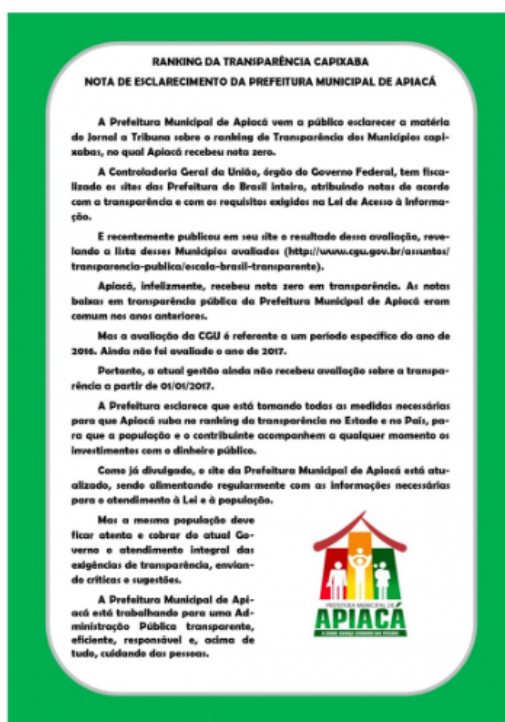 RANKING DA TRANSPARÊNCIA CAPIXABA
NOTA DE ESCLARECIMENTO DA PREFEITURA MUNICIPAL DE APIACÁ
A Prefeitura Municipal de Apiacá vem a público esclarecer a matéria
do Jornal a Tribuna sobre o ranking de Transparência dos Municípios capi-
xabas, no qual Apiacá recebeu nota zero.
A Controladoria Geral da União, órgão do Governo Federal, tem fisca-
lizado os sites das Prefeitura do Brasil inteiro, atribuindo notas de acordo
com a transparência e com os requisitos exigidos na Lei de Acesso à Informa-
ção.
E recentemente publicou em seu site o resultado dessa avaliação, reve-
lando a lista desses Municípios avaliados (http://www.cgu.gov.br/assuntos/
transparencia-publica/escala-brasil-transparente).
Apiacá, infelizmente, recebeu nota zero em transparência. As notas
baixas em transparência pública da Prefeitura Municipal de Apiacá eram
comum nos anos anteriores.
Mas a avaliação da CGU é referente a um período específico do ano de
2016. Ainda não foi avaliado o ano de 2017.
Portanto, a atual gestão ainda não recebeu avaliação sobre a transpa-
rência a partir de 01/01/2017.
A Prefeitura esclarece que está tomando todas as medidas necessárias
para que Apiacá suba no ranking da transparência no Estado e no País, pa-
ra que a população e o contribuinte acompanhem a qualquer momento os
investimentos com o dinheiro público.
Como já divulgado, o site da Prefeitura Municipal de Apiacá está atu-
alizado, sendo alimentando regularmente com as informações necessárias
para o atendimento à Lei e à população.
Mas a mesma população deve
ficar atenta e cobrar do atual Go-
verno o atendimento integral das
exigências de transparência, envian-
do críticas e sugestões.
A Prefeitura Municipal de Api-
acá está trabalhando para uma Ad-
ministração Pública transparente,
eficiente, responsável e, acima de
tudo, cuidando das pessoas.
PREFEITURA MUNICIPAL DE
APIACÁ